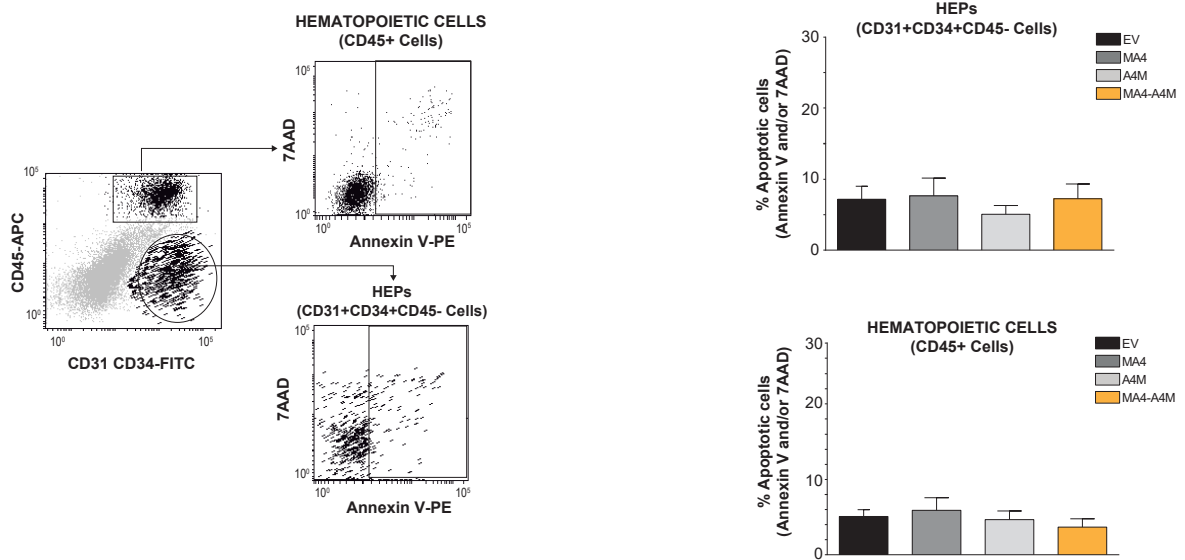 HEMATOPOIETIC CELLS
(CD45+ Cells)
10⁵
7AAD
10⁰
10⁰
10⁵
Annexin V-PE
10⁵
CD45-APC
10⁰
10⁰
10⁵
CD31 CD34-FITC
HEPs
(CD31+CD34+CD45- Cells)
10⁵
7AAD
10⁰
10⁰
10⁵
Annexin V-PE
HEPs
(CD31+CD34+CD45- Cells)
30
20
10
0
% Apoptotic cells
(Annexin V and/or 7AAD)
EV
MA4
A4M
MA4-A4M
HEMATOPOIETIC CELLS
(CD45+ Cells)
30
20
10
0
% Apoptotic cells
(Annexin V and/or 7AAD)
EV
MA4
A4M
MA4-A4M